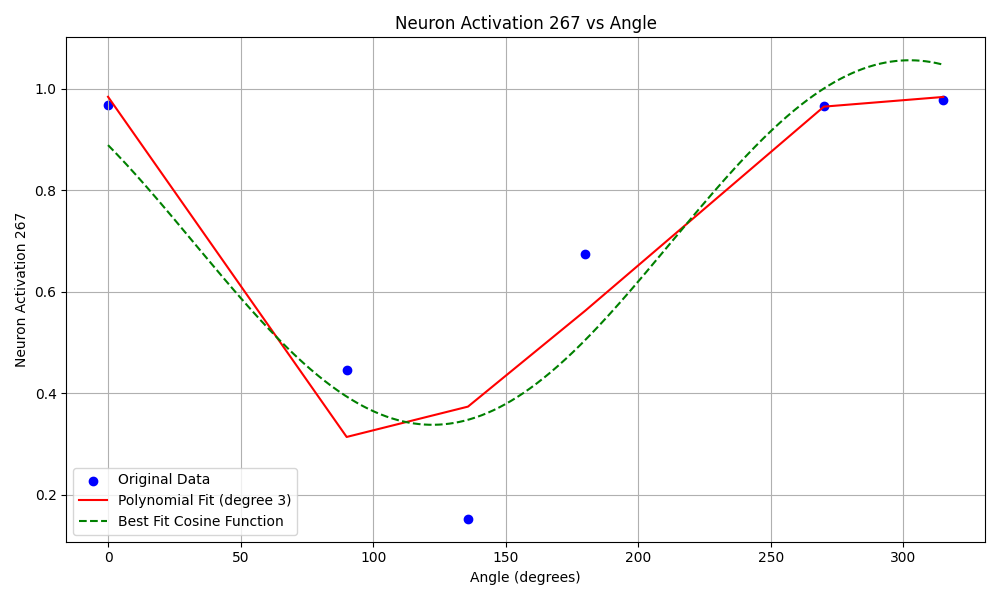 Neuron Activation 267 vs Angle
Neuron Activation 267
1.0
0.8
0.6
0.4
0.2
Original Data
Polynomial Fit (degree 3)
Best Fit Cosine Function
0 50 100 150 200 250 300
Angle (degrees)